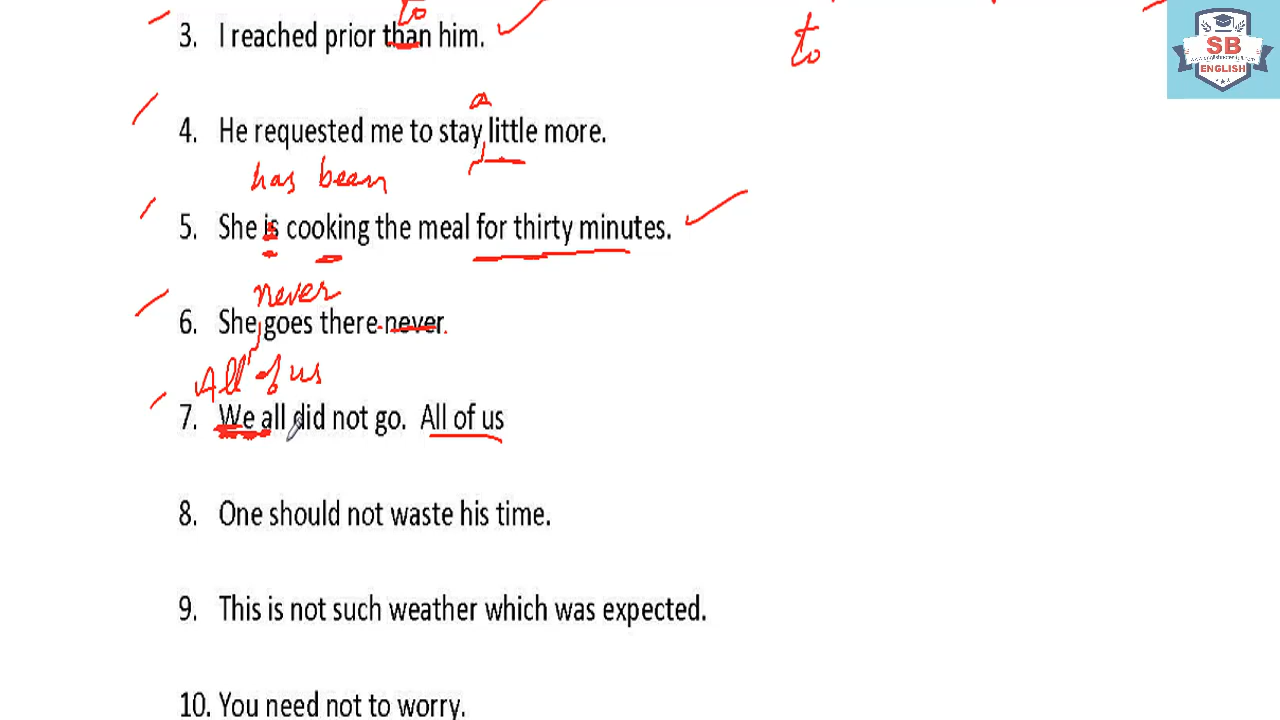 to
3. I reached prior than him.
to
SB
ENGLISH
a
4. He requested me to stay little more.
has been
5. She is cooking the meal for thirty minutes.
never
6. She goes there never.
All of us
7. We all did not go. All of us
8. One should not waste his time.
9. This is not such weather which was expected.
10. You need not to worry.